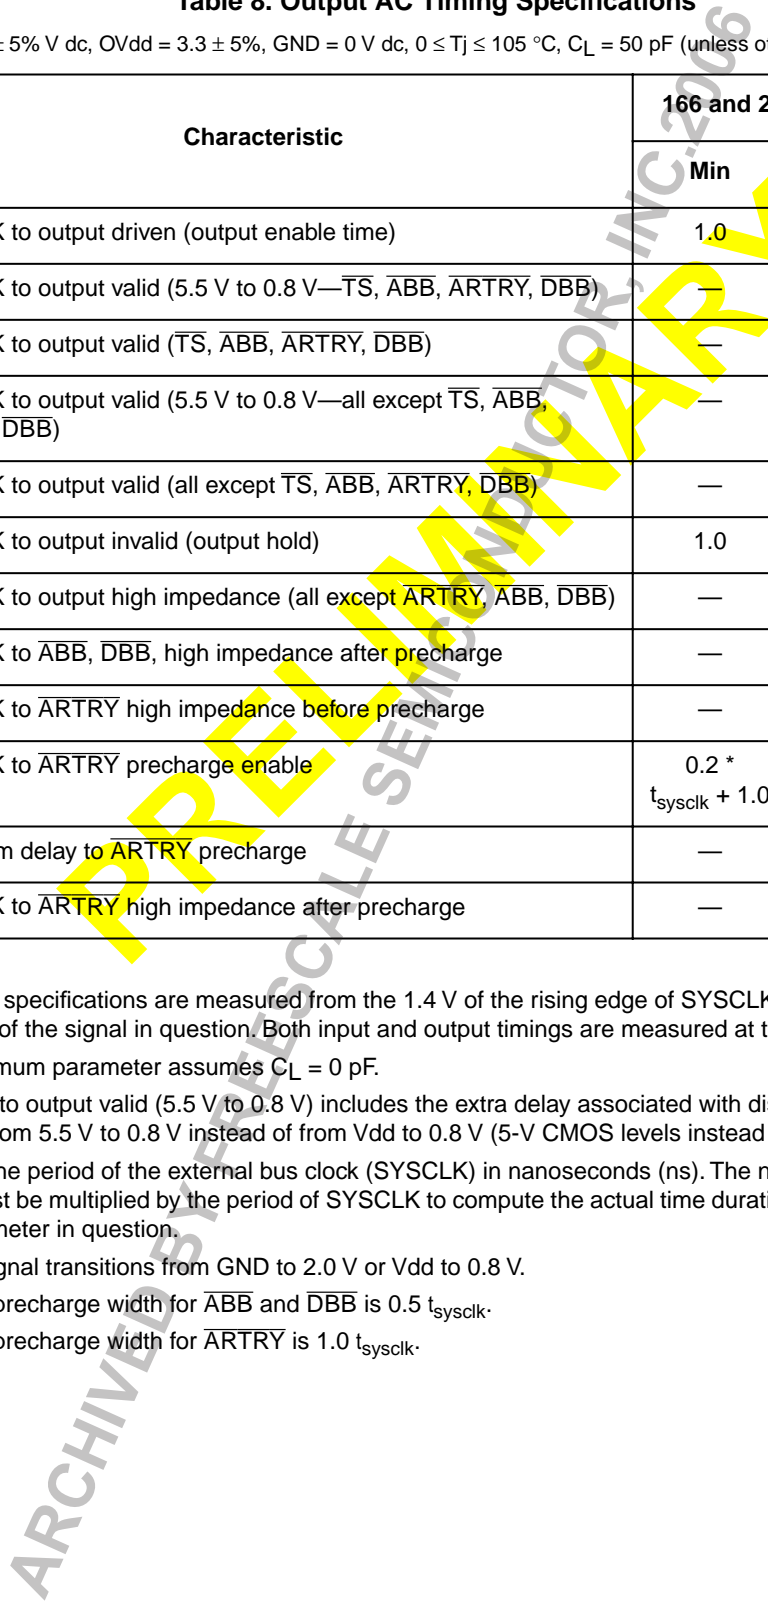 Table 8. Output AC Timing Specifications
± 5% V dc, OVdd = 3.3 ± 5%, GND = 0 V dc, 0 ≤ Tj ≤ 105 °C, CL = 50 pF (unless
Characteristic
166 and 2
Min
K to output driven (output enable time) 1.0
K to output valid (5.5 V to 0.8 V—TS, ABB, ARTRY, DBB) —
K to output valid (TS, ABB, ARTRY, DBB) —
K to output valid (5.5 V to 0.8 V—all except TS, ABB, —
DBB)
K to output valid (all except TS, ABB, ARTRY, DBB) —
K to output invalid (output hold) 1.0
K to output high impedance (all except ARTRY, ABB, DBB) —
K to ABB, DBB, high impedance after precharge —
K to ARTRY high impedance before precharge —
K to ARTRY precharge enable 0.2 *
tsysclk + 1.0
m delay to ARTRY precharge —
K to ARTRY high impedance after precharge —
specifications are measured from the 1.4 V of the rising edge of SYSCLK
of the signal in question. Both input and output timings are measured at t
mum parameter assumes CL = 0 pF.
to output valid (5.5 V to 0.8 V) includes the extra delay associated with di
om 5.5 V to 0.8 V instead of from Vdd to 0.8 V (5-V CMOS levels instead
he period of the external bus clock (SYSCLK) in nanoseconds (ns). The n
st be multiplied by the period of SYSCLK to compute the actual time durati
meter in question.
gnal transitions from GND to 2.0 V or Vdd to 0.8 V.
precharge width for ABB and DBB is 0.5 tsysclk.
precharge width for ARTRY is 1.0 tsysclk.
PRELIMINARY
ARCHIVED BY FREESCALE SEMICONDUCTOR, INC.2006